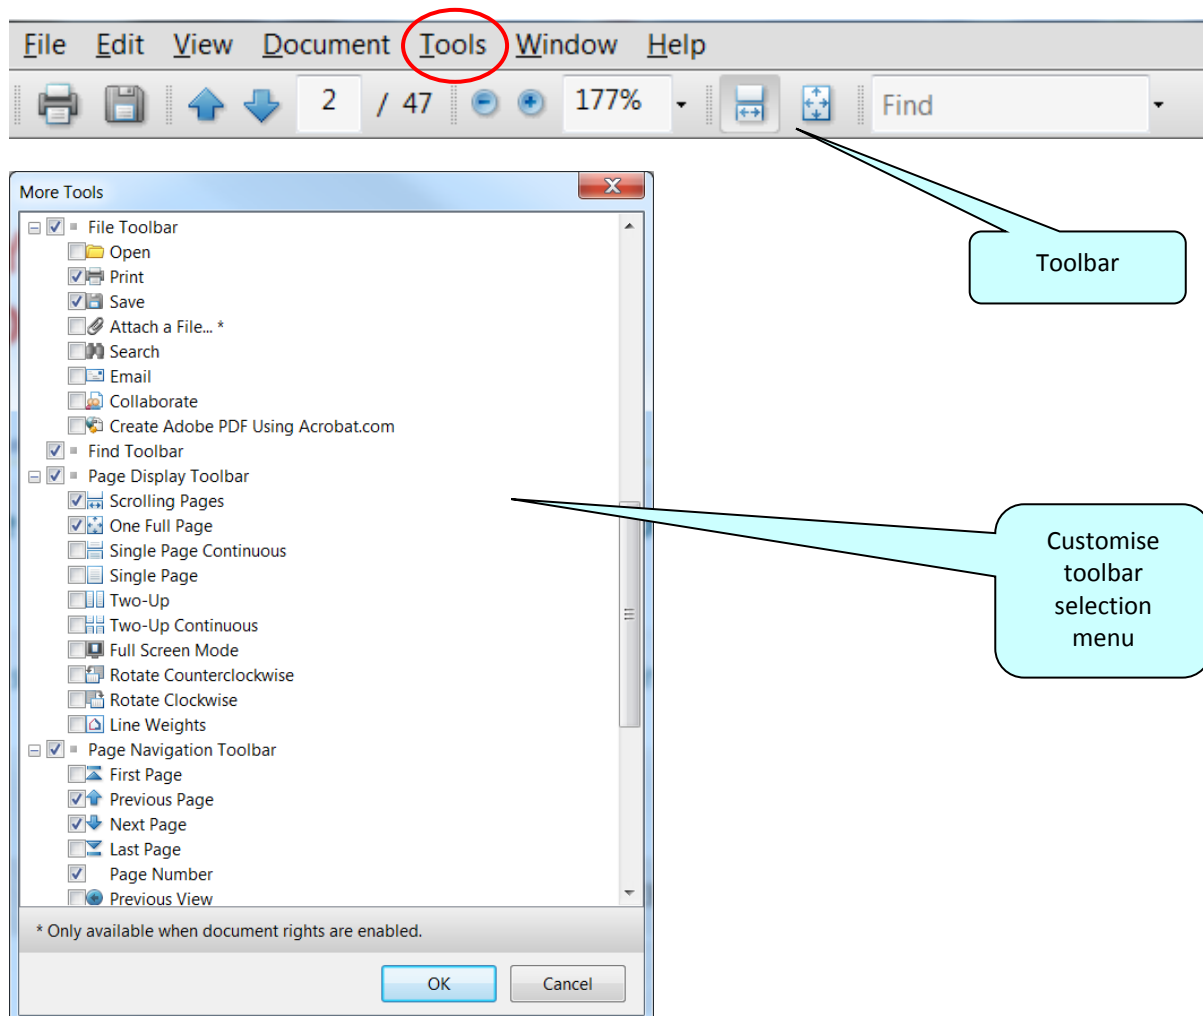 File Edit View Document Tools Window Help
2 / 47 177% Find
More Tools
File Toolbar
Open
Print
Save
Attach a File... *
Search
Email
Collaborate
Create Adobe PDF Using Acrobat.com
Find Toolbar
Page Display Toolbar
Scrolling Pages
One Full Page
Single Page Continuous
Single Page
Two-Up
Two-Up Continuous
Full Screen Mode
Rotate Counterclockwise
Rotate Clockwise
Line Weights
Page Navigation Toolbar
First Page
Previous Page
Next Page
Last Page
Page Number
Previous View
* Only available when document rights are enabled.
OK Cancel
Toolbar
Customise
toolbar
selection
menu